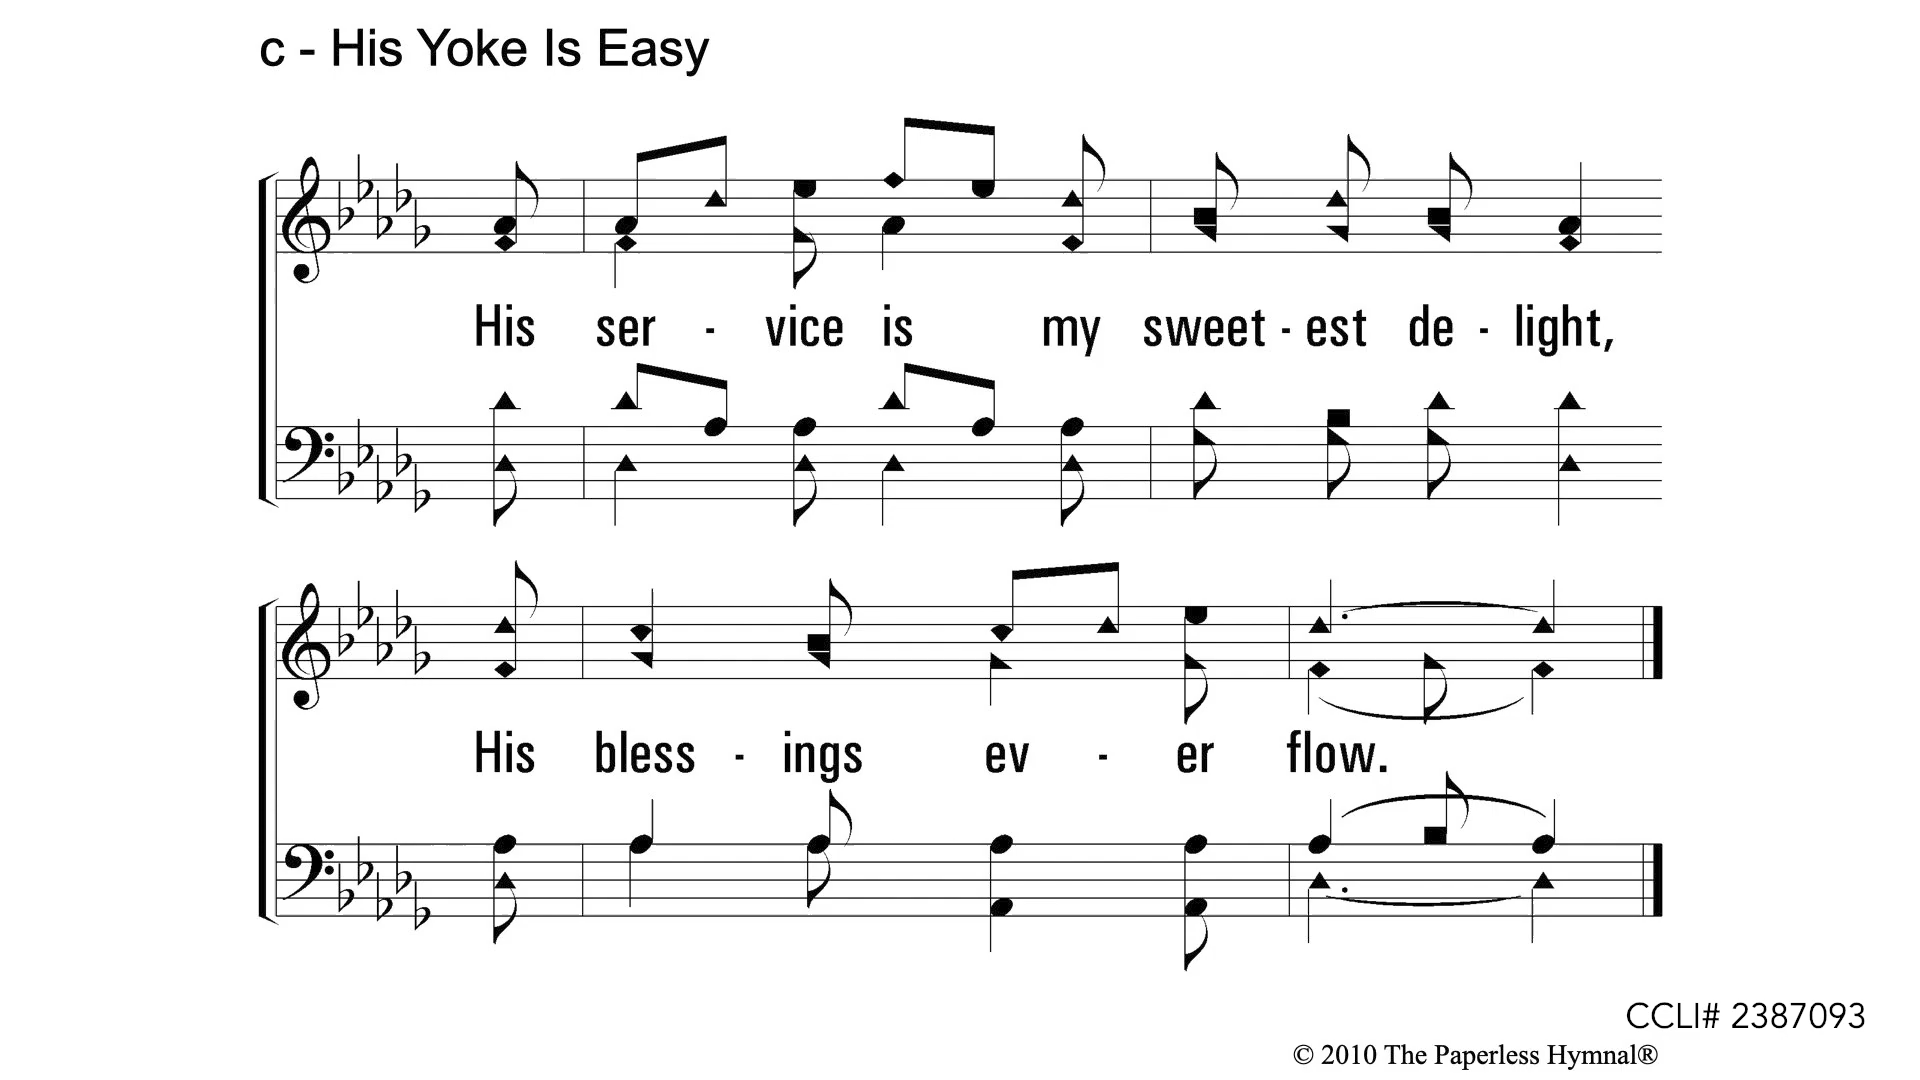 c - His Yoke Is Easy
His ser - vice is my sweet - est de - light,
His bless - ings ev - er flow.
CCLI# 2387093
© 2010 The Paperless Hymnal®